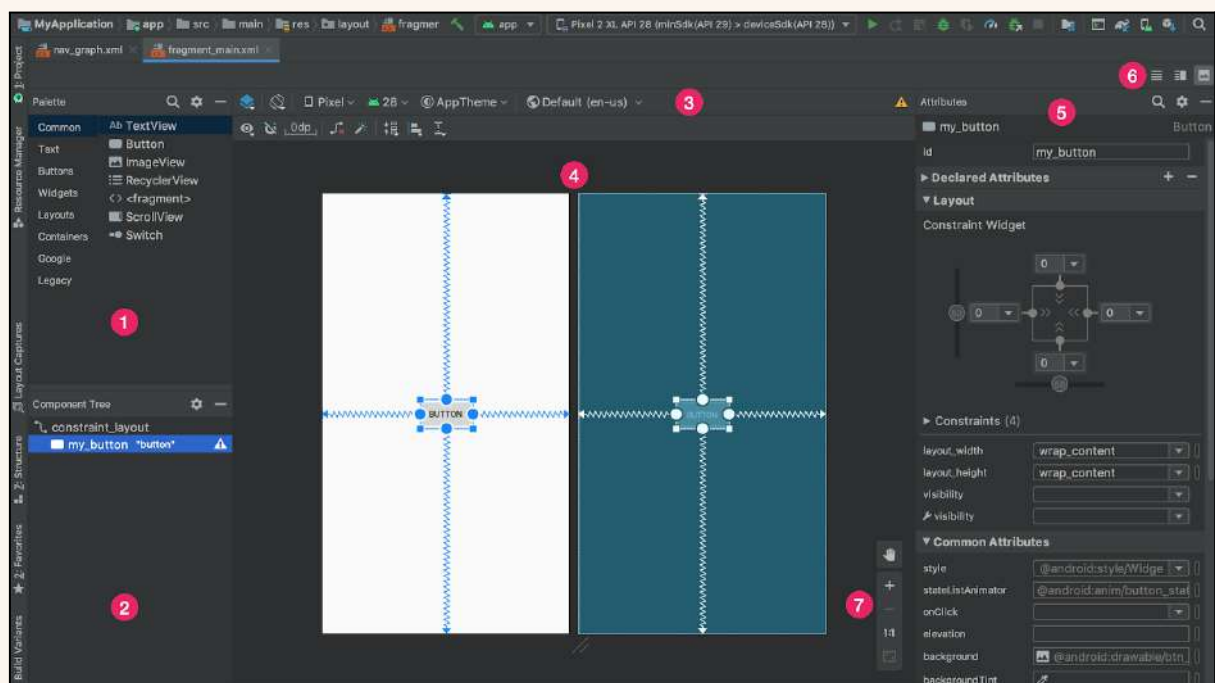 MyApplication app src main res layout fragmer app Pixel 2 XL API 28 (minSdk(API 29) > deviceSdk(API 28))
nav_graph.xml fragment_main.xml
1: Project
Resource Manager
Layout Captures
7: Structure
2: Favorites
Build Variants
6
Palette
Common
Text
Buttons
Widgets
Layouts
Containers
Google
Legacy
Ab TextView
Button
ImageView
RecyclerView
<> <fragment>
ScrollView
Switch
1
Component Tree
constraint_layout
my_button "button"
2
Pixel 28 AppTheme Default (en-us)
3
0dp
4
BUTTON
BUTTON
7
1:1
Attributes
5
my_button Button
id my_button
Declared Attributes
Layout
Constraint Widget
0
50 0 0
0
50
Constraints (4)
layout_width wrap_content
layout_height wrap_content
visibility
visibility
Common Attributes
style @android:style/Widge
stateListAnimator @android:anim/button_stat
onClick
elevation
background @android:drawable/btn_
backgroundTint